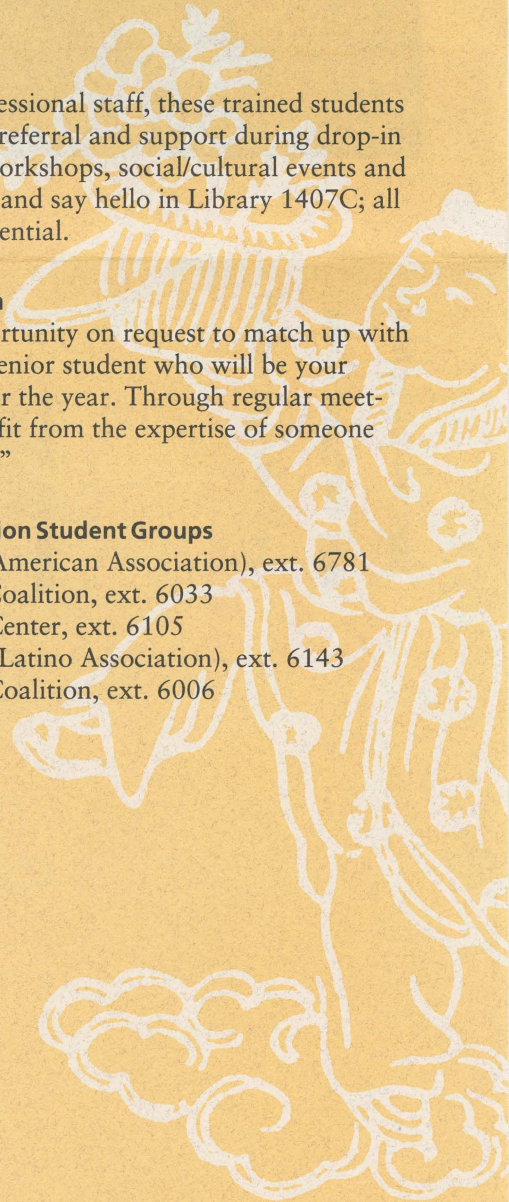 essional staff, these trained students
referral and support during drop-in
orkshops, social/cultural events and
and say hello in Library 1407C; all
ential.
n
rtunity on request to match up with
enior student who will be your
r the year. Through regular meet-
fit from the expertise of someone
”
ion Student Groups
American Association), ext. 6781
Coalition, ext. 6033
Center, ext. 6105
Latino Association), ext. 6143
Coalition, ext. 6006